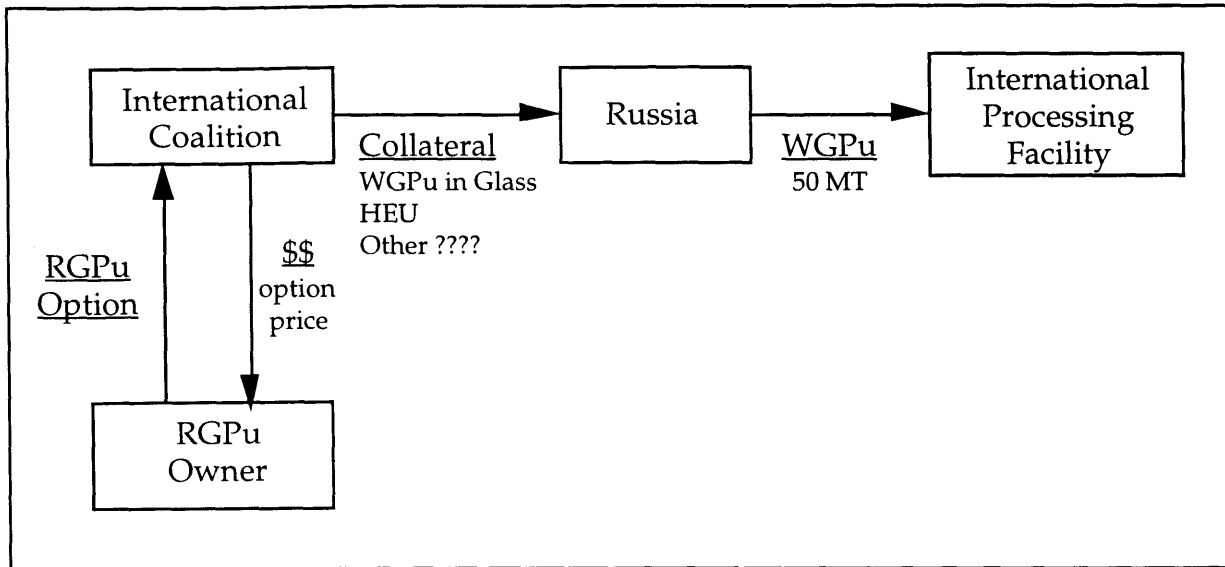 International
Coalition
Russia
International
Processing
Facility
Collateral
WGPu in Glass
HEU
Other ????
WGPu
50 MT
RGPu
Option
$$
option
price
RGPu
Owner